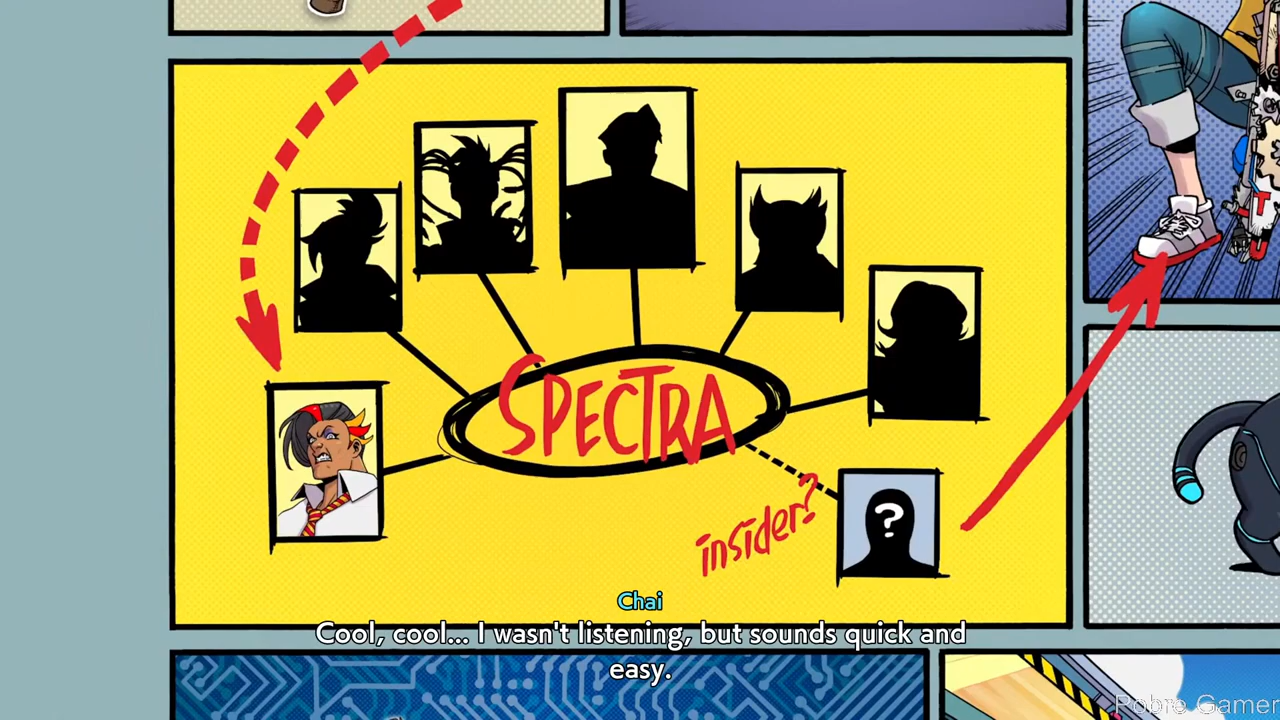 SPECTRA
insider?
?
Chai
Cool, cool... I wasn't listening, but sounds quick and
easy.
Pobre Gamer